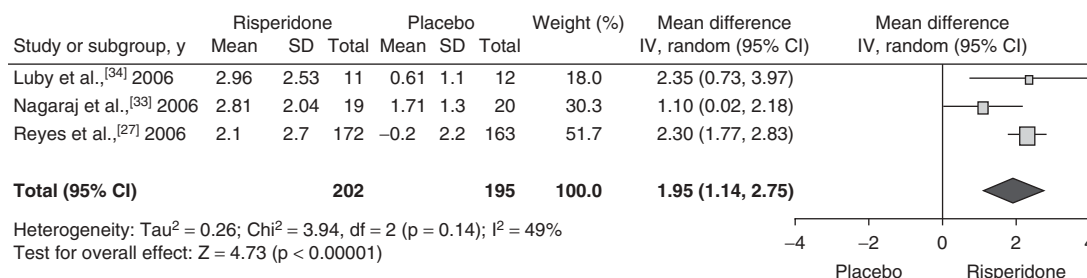 Risperidone Placebo Weight (%) Mean difference Mean difference
Study or subgroup, y Mean SD Total Mean SD Total IV, random (95% CI) IV, random (95% CI)
Luby et al.,[34] 2006 2.96 2.53 11 0.61 1.1 12 18.0 2.35 (0.73, 3.97)
Nagaraj et al.,[33] 2006 2.81 2.04 19 1.71 1.3 20 30.3 1.10 (0.02, 2.18)
Reyes et al.,[27] 2006 2.1 2.7 172 −0.2 2.2 163 51.7 2.30 (1.77, 2.83)
Total (95% CI) 202 195 100.0 1.95 (1.14, 2.75)
Heterogeneity: Tau² = 0.26; Chi² = 3.94, df = 2 (p = 0.14); I² = 49%
Test for overall effect: Z = 4.73 (p < 0.00001)
−4 −2 0 2 4
Placebo Risperidone